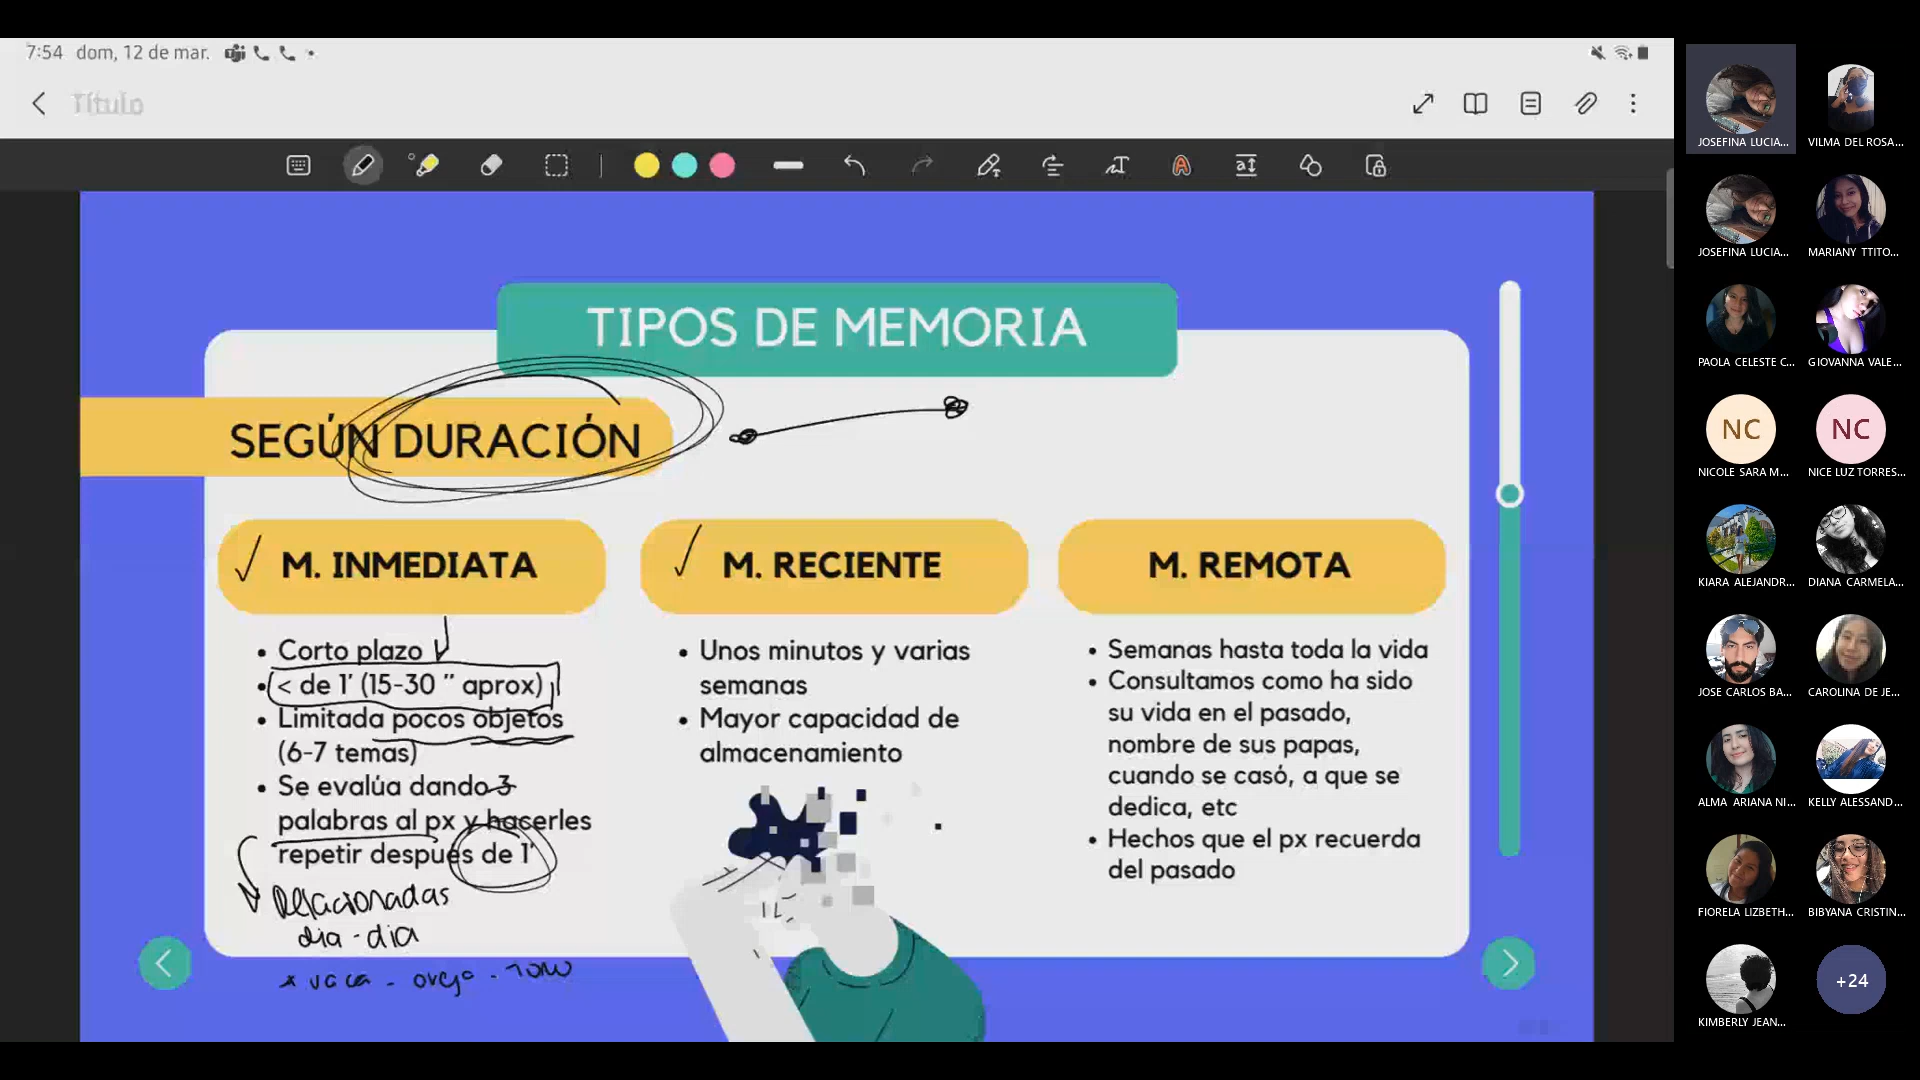 7:54 dom, 12 de mar.
Título
TIPOS DE MEMORIA
SEGÚN DURACIÓN
M. INMEDIATA
• Corto plazo
• < de 1' (15-30 '' aprox)
• Limitada pocos objetos
(6-7 temas)
• Se evalúa dando 3
palabras al px y hacerles
repetir después de 1'
Relacionadas
dia - dia
x vaca - oveja - toro
M. RECIENTE
• Unos minutos y varias
semanas
• Mayor capacidad de
almacenamiento
M. REMOTA
• Semanas hasta toda la vida
• Consultamos como ha sido
su vida en el pasado,
nombre de sus papas,
cuando se casó, a que se
dedica, etc
• Hechos que el px recuerda
del pasado
JOSEFINA LUCIA...
VILMA DEL ROSA...
JOSEFINA LUCIA...
MARIANY TTITO...
PAOLA CELESTE C...
GIOVANNA VALE...
NC
NC
NICOLE SARA M...
NICE LUZ TORRES...
KIARA ALEJANDR...
DIANA CARMELA...
JOSE CARLOS BA...
CAROLINA DE JE...
ALMA ARIANA NI...
KELLY ALESSAND...
FIORELA LIZBETH...
BIBYANA CRISTIN...
+24
KIMBERLY JEAN...